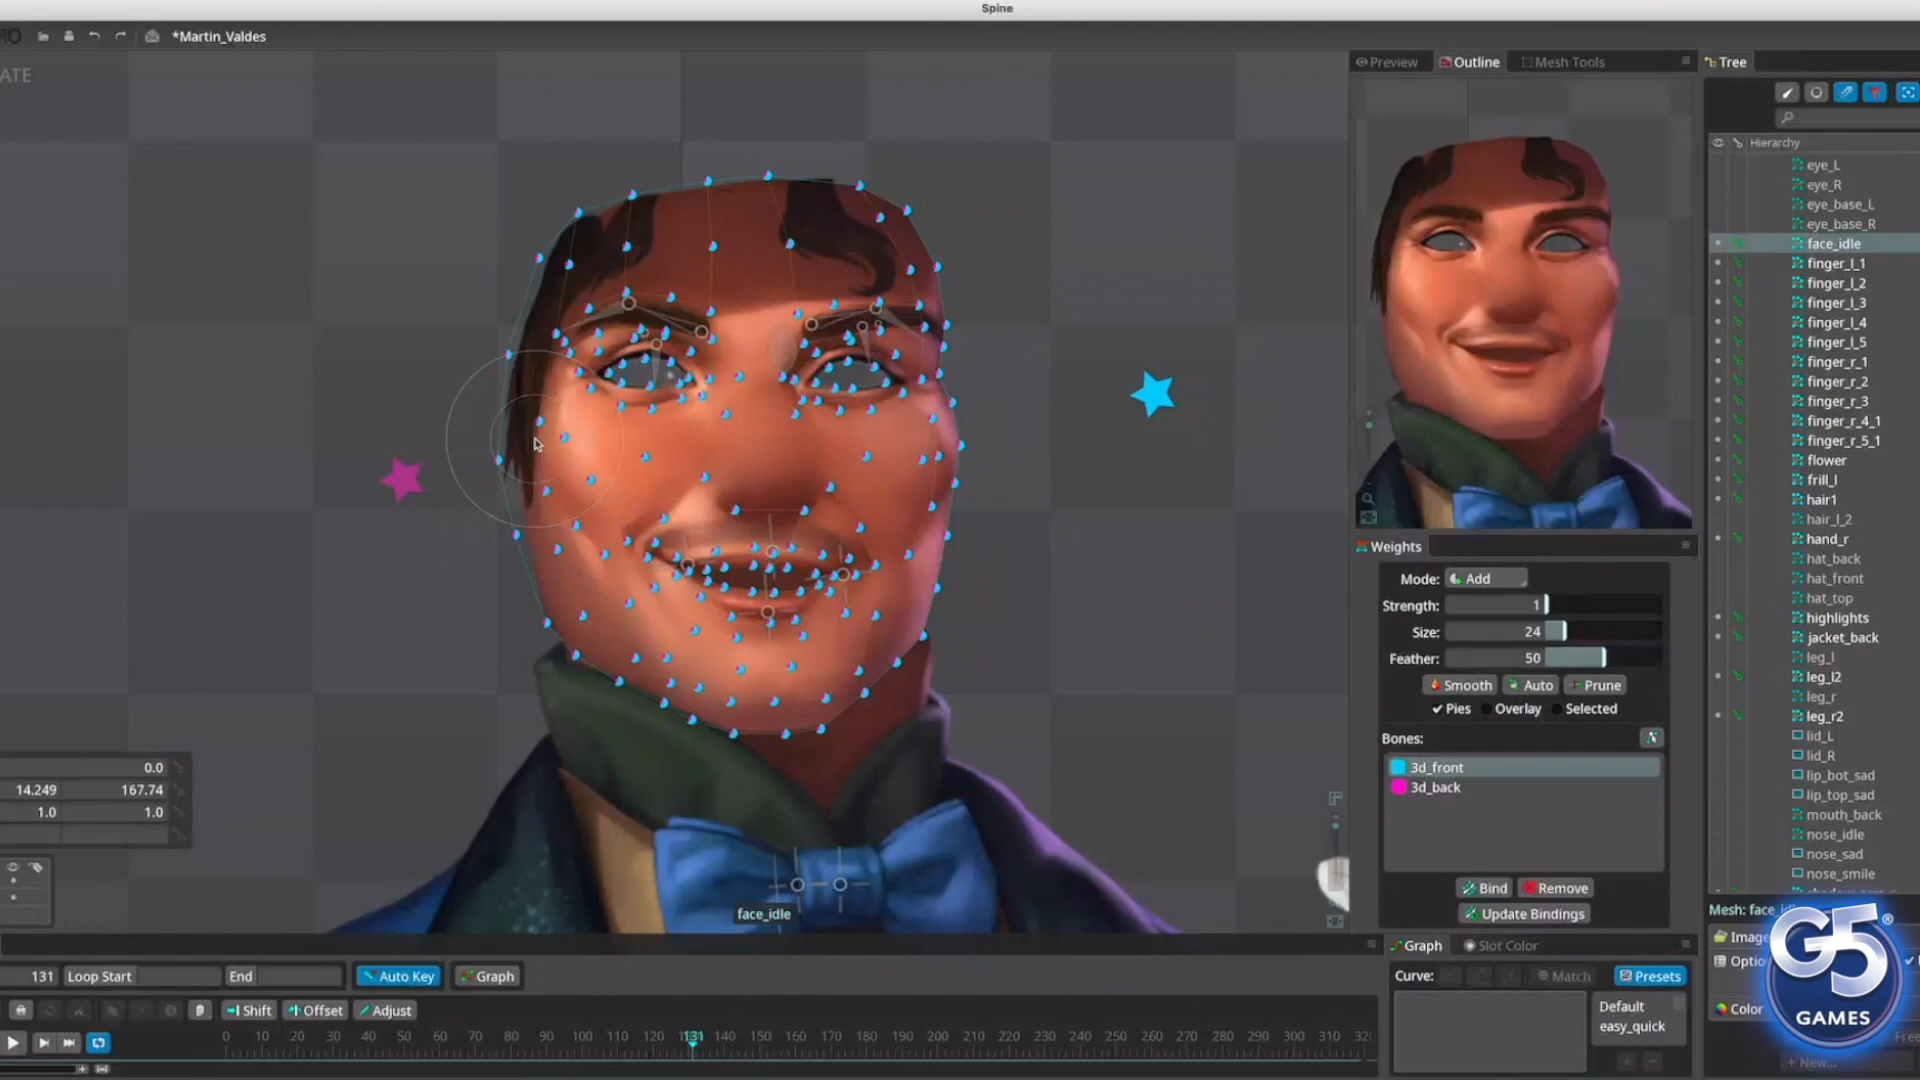 Spine
*Martin_Valdes
ATE
Preview
Outline
Mesh Tools
Tree
Hierarchy
eye_L
eye_R
eye_base_L
eye_base_R
face_idle
finger_l_1
finger_l_2
finger_l_3
finger_l_4
finger_l_5
finger_r_1
finger_r_2
finger_r_3
finger_r_4_1
finger_r_5_1
flower
frill_l
hair1
hair_l_2
hand_r
hat_back
hat_front
hat_top
highlights
jacket_back
leg_l
leg_l2
leg_r
leg_r2
lid_L
lid_R
lip_bot_sad
lip_top_sad
mouth_back
nose_idle
nose_sad
nose_smile
Weights
Mode: Add
Strength: 1
Size: 24
Feather: 50
Smooth Auto Prune
Pies Overlay Selected
Bones:
3d_front
3d_back
Bind Remove
Update Bindings
0.0
14.249 167.74
1.0 1.0
face_idle
Mesh: face_i
Imag
Optio
Color
Free
+ New...
G5
®
GAMES
Graph
Slot Color
Curve: Match Presets
Default
easy_quick
131 Loop Start End Auto Key Graph
Shift Offset Adjust
0 10 20 30 40 50 60 70 80 90 100 110 120 131 140 150 160 170 180 190 200 210 220 230 240 250 260 270 280 290 300 310 32